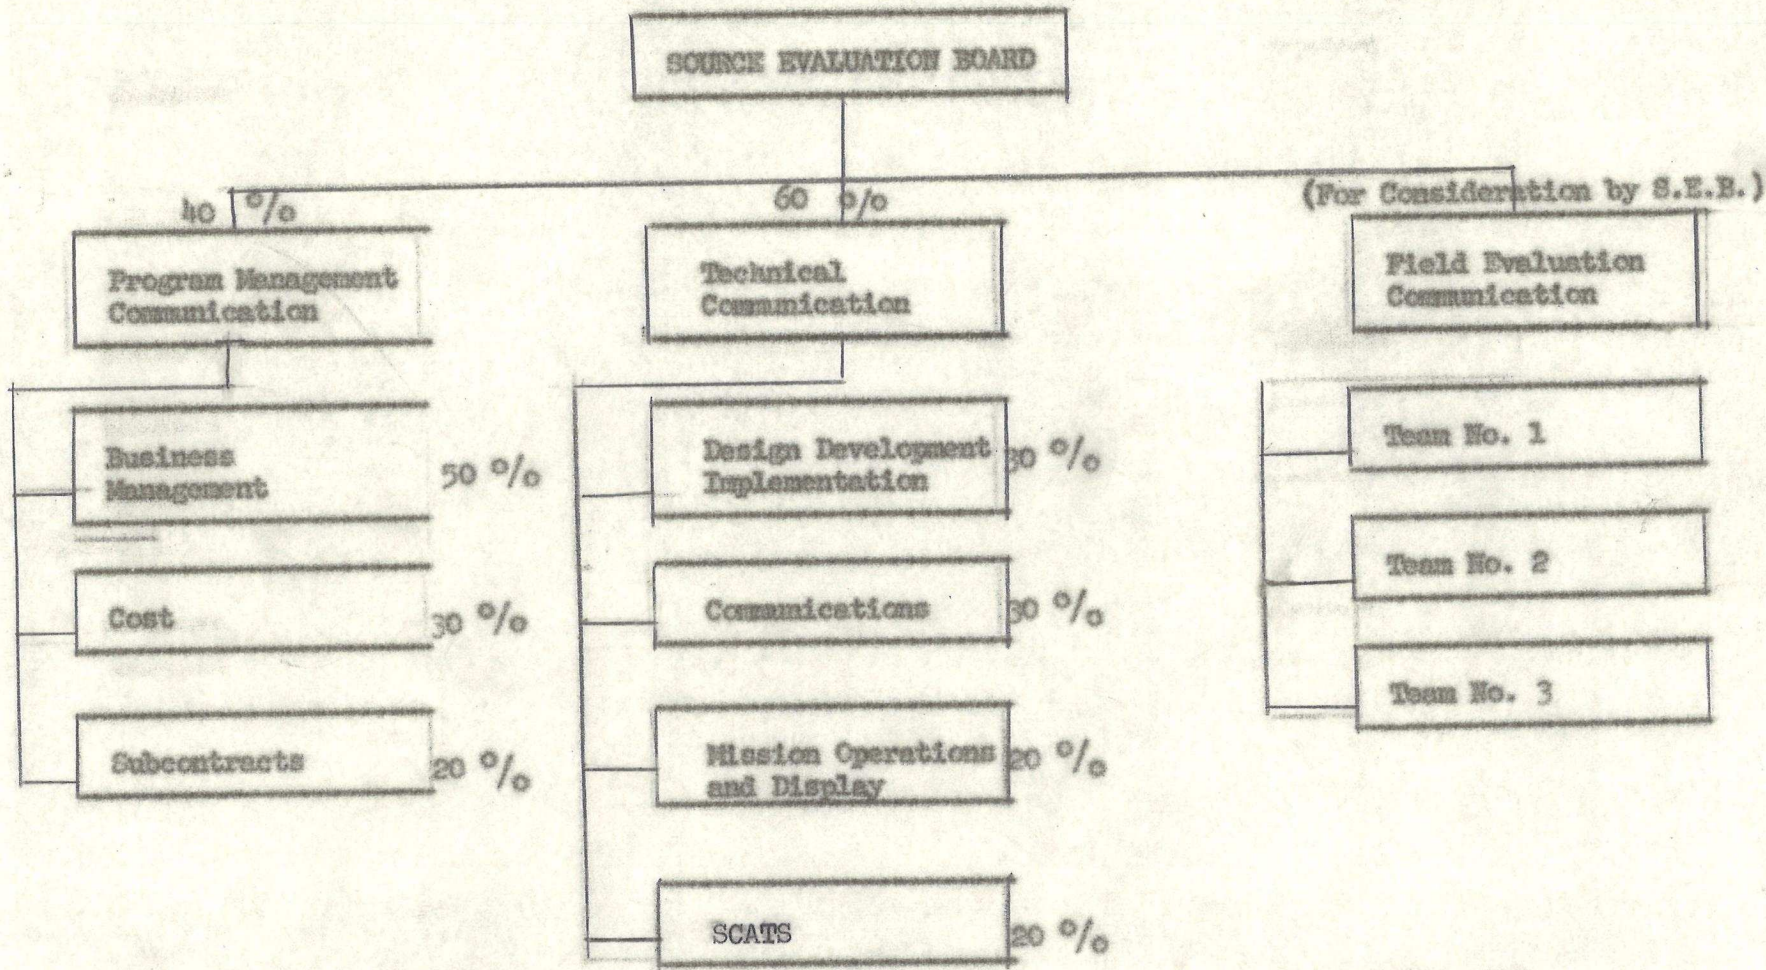 SOURCE EVALUATION BOARD
40 %
60 %
(For Consideration by S.E.B.)
Program Management
Communication
Technical
Communication
Field Evaluation
Communication
Business
Management
50 %
Cost
30 %
Subcontracts
20 %
Design Development
Implementation
30 %
Communications
30 %
Mission Operations
and Display
20 %
SCATS
20 %
Team No. 1
Team No. 2
Team No. 3